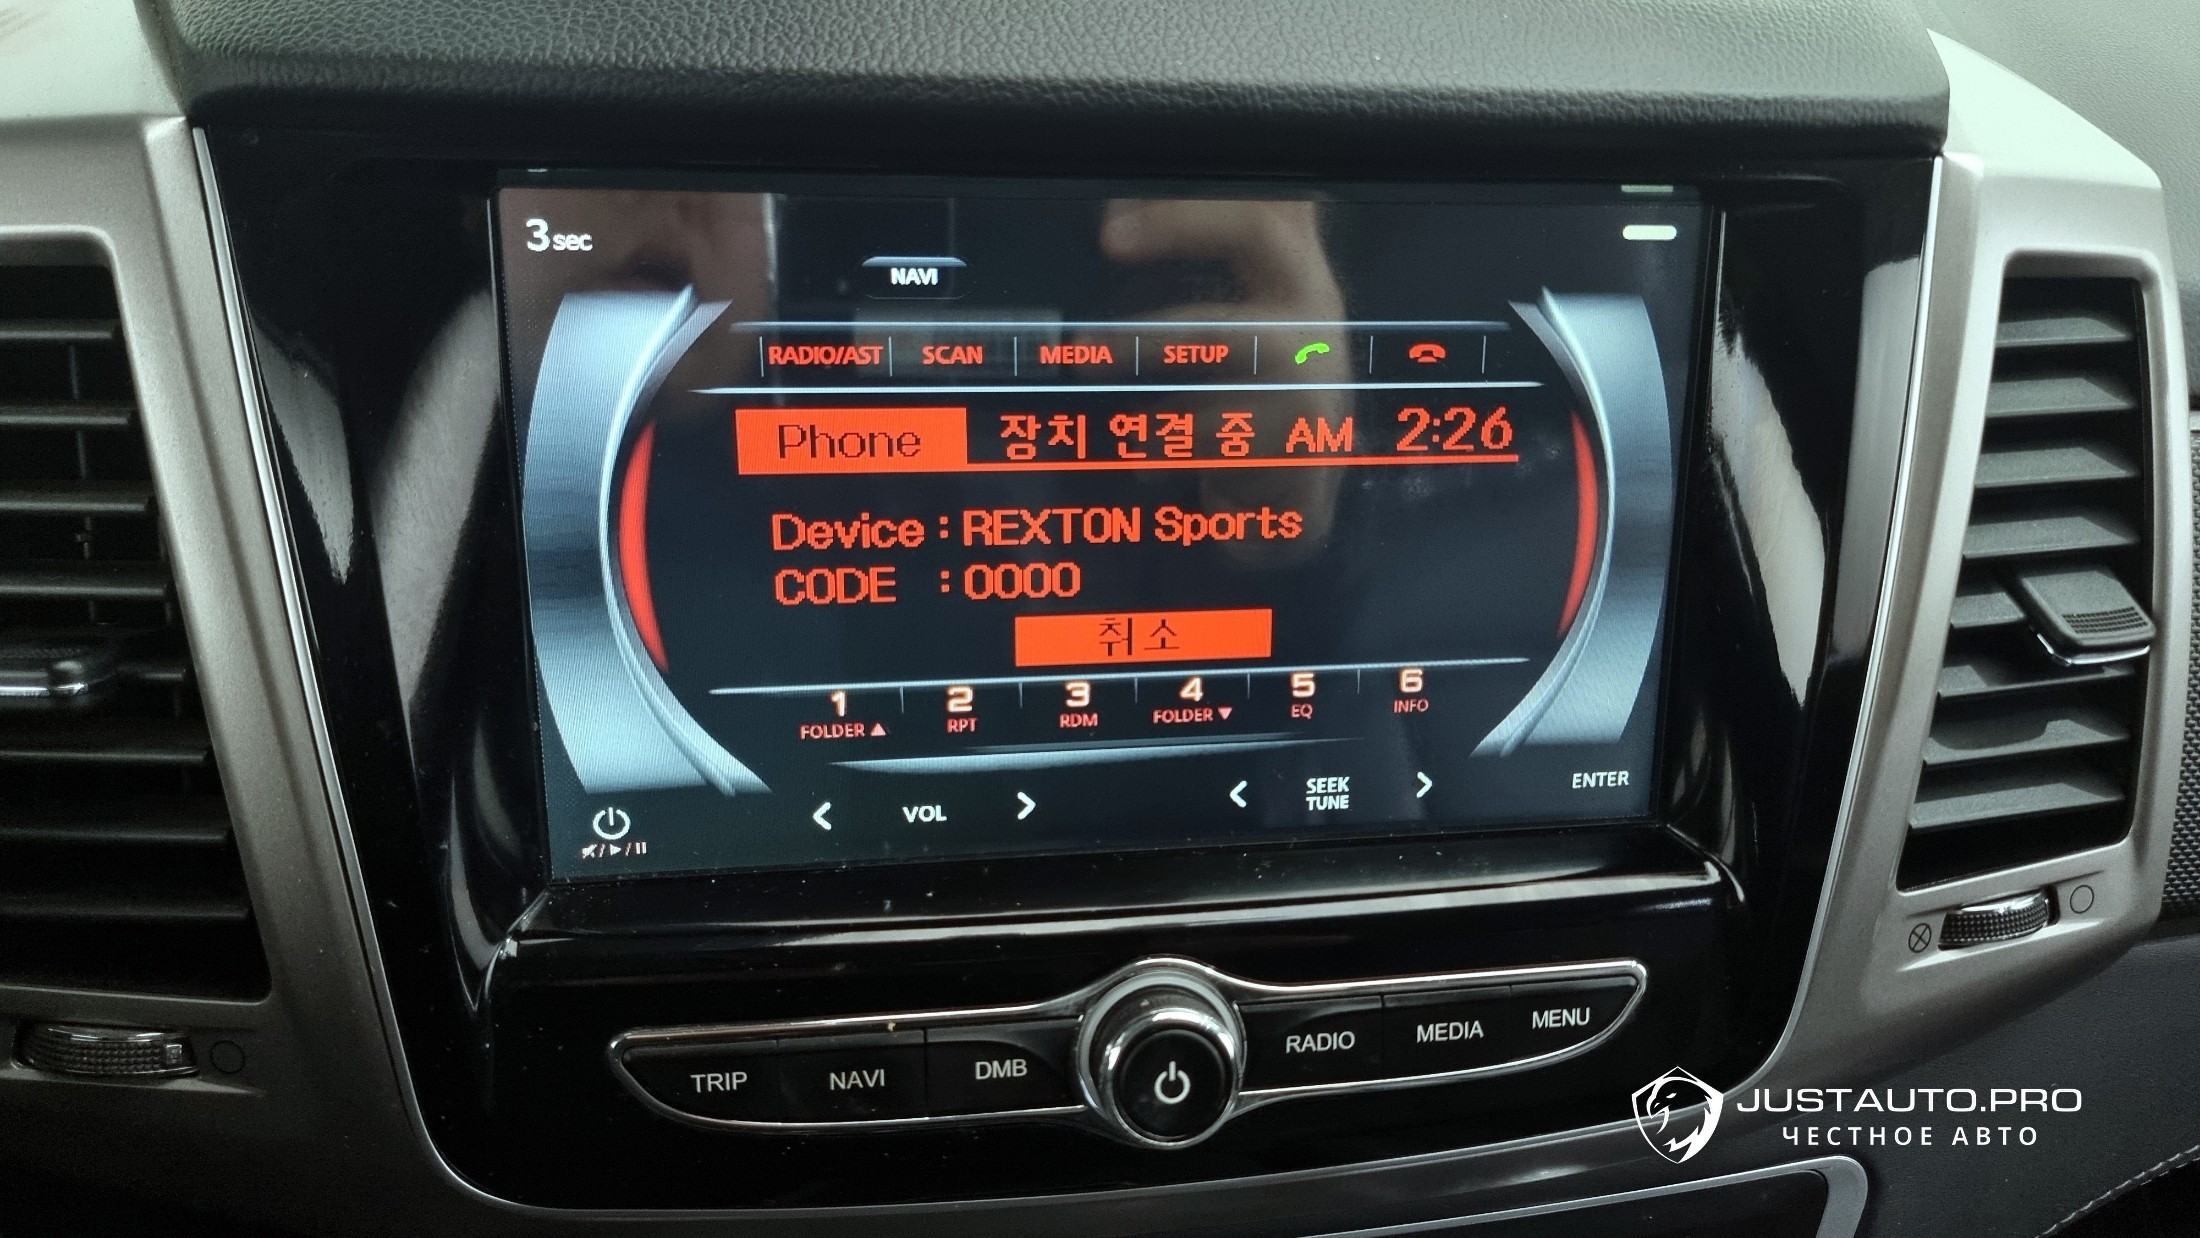 3 sec
NAVI
RADIO/AST SCAN MEDIA SETUP
Phone 장치 연결 중 AM 2:26
Device : REXTON Sports
CODE : 0000
취소
1 2 3 4 5 6
FOLDER ▲ RPT RDM FOLDER ▼ EQ INFO
< VOL > < SEEK TUNE > ENTER
TRIP NAVI DMB RADIO MEDIA MENU
JUSTAUTO.PRO
ЧЕСТНОЕ АВТО